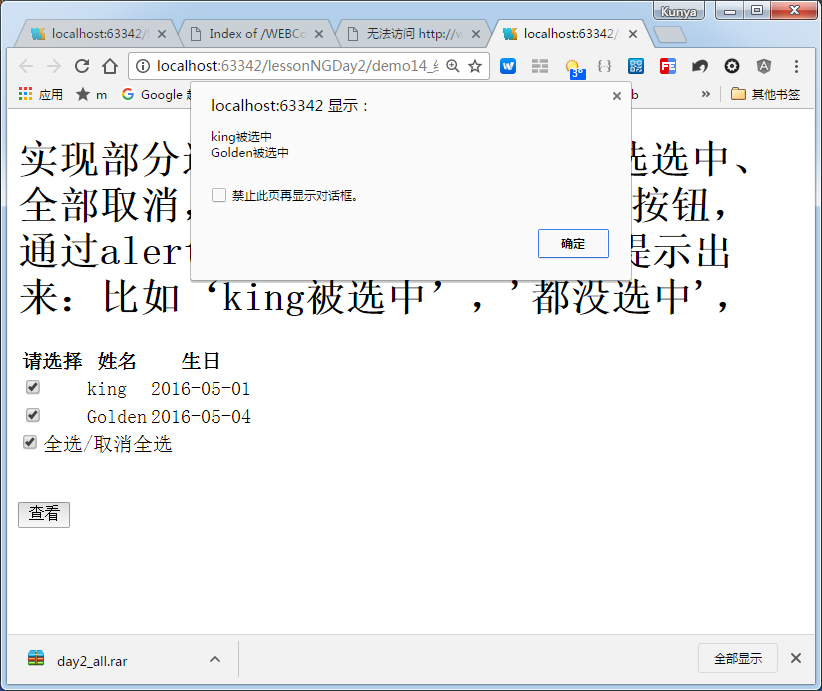 Kunya
localhost:63342/
Index of /WEBCo
无法访问 http://w
localhost:63342/
localhost:63342/lessonNGDay2/demo14_
3°
应用
m
Google
b
»
其他书签
localhost:63342 显示：
king被选中
Golden被选中
禁止此页再显示对话框。
确定
实现部分
选选中、
全部取消，
按钮，
通过alert
提示出
来：比如‘king被选中’，'都没选中'，
请选择 姓名 生日
king 2016-05-01
Golden 2016-05-04
全选/取消全选
查看
day2_all.rar
全部显示